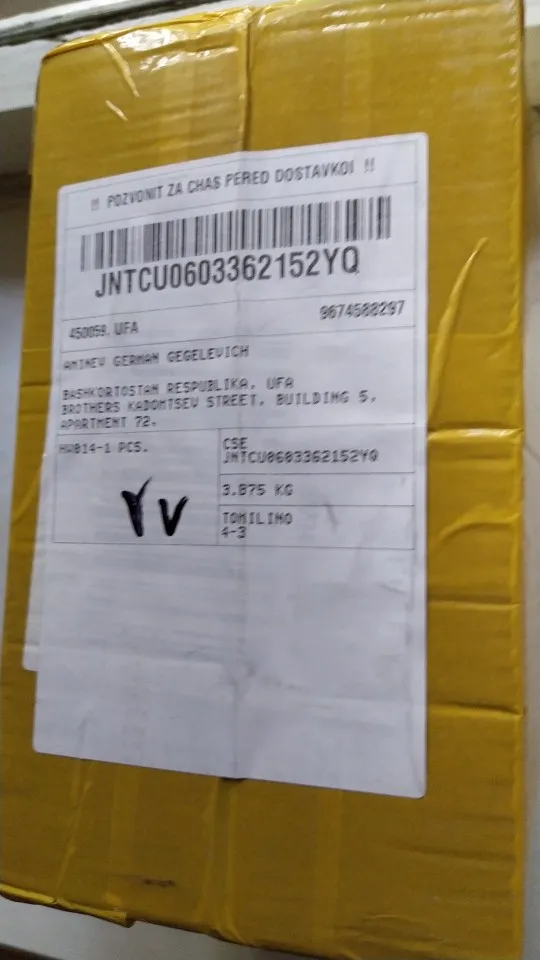 !! POZVONIT ZA CHAS PERED DOSTAVKOI !!
JNTCU0603362152YQ
450059. UFA
9674588297
AMINEV GERMAN GEGELEVICH
BASHKORTOSTAN RESPUBLIKA, UFA
BROTHERS KADOMTSEV STREET, BUILDING 5,
APARTMENT 72.
HAB14-1 PCS.
CSE
JNTCU0603362152YQ
3.875 KG
TOMILINO
4-3